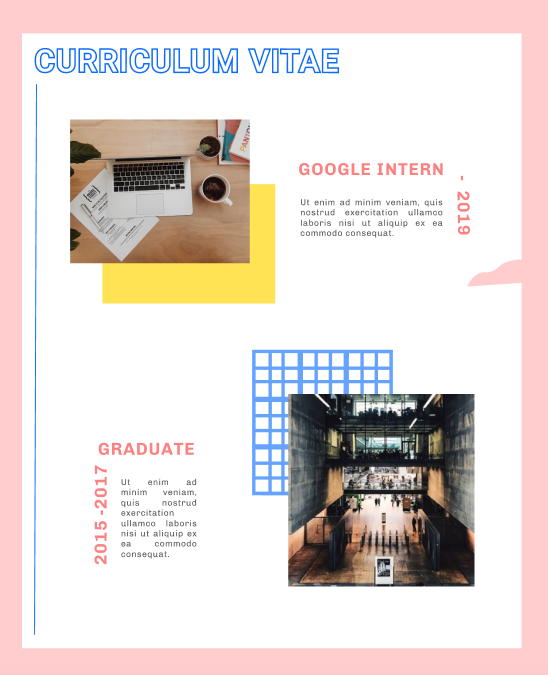 CURRICULUM VITAE
GOOGLE INTERN
- 2019
Ut enim ad minim veniam, quis
nostrud exercitation ullamco
laboris nisi ut aliquip ex ea
commodo consequat.
GRADUATE
2015 -2017
Ut enim ad
minim veniam,
quis nostrud
exercitation
ullamco laboris
nisi ut aliquip ex
ea commodo
consequat.